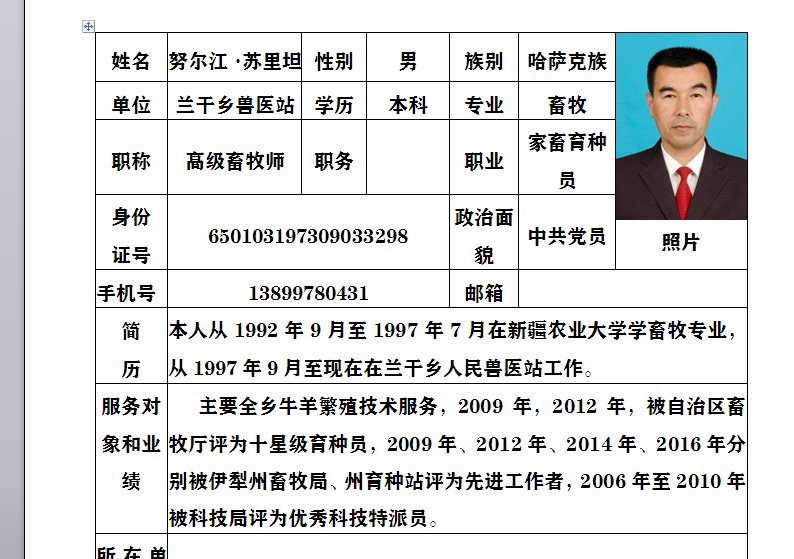 姓名 努尔江·苏里坦 性别 男 族别 哈萨克族
单位 兰干乡兽医站 学历 本科 专业 畜牧
职称 高级畜牧师 职务 职业 家畜育种
员
身份
证号 650103197309033298 政治面
貌 中共党员 照片
手机号 13899780431 邮箱
简
历
本人从 1992 年 9 月至 1997 年 7 月在新疆农业大学学畜牧专业，
从 1997 年 9 月至现在在兰干乡人民兽医站工作。
服务对
象和业
绩
主要全乡牛羊繁殖技术服务，2009 年，2012 年，被自治区畜
牧厅评为十星级育种员，2009 年、2012 年、2014 年、2016 年分
别被伊犁州畜牧局、州育种站评为先进工作者，2006 年至 2010 年
被科技局评为优秀科技特派员。
所在单